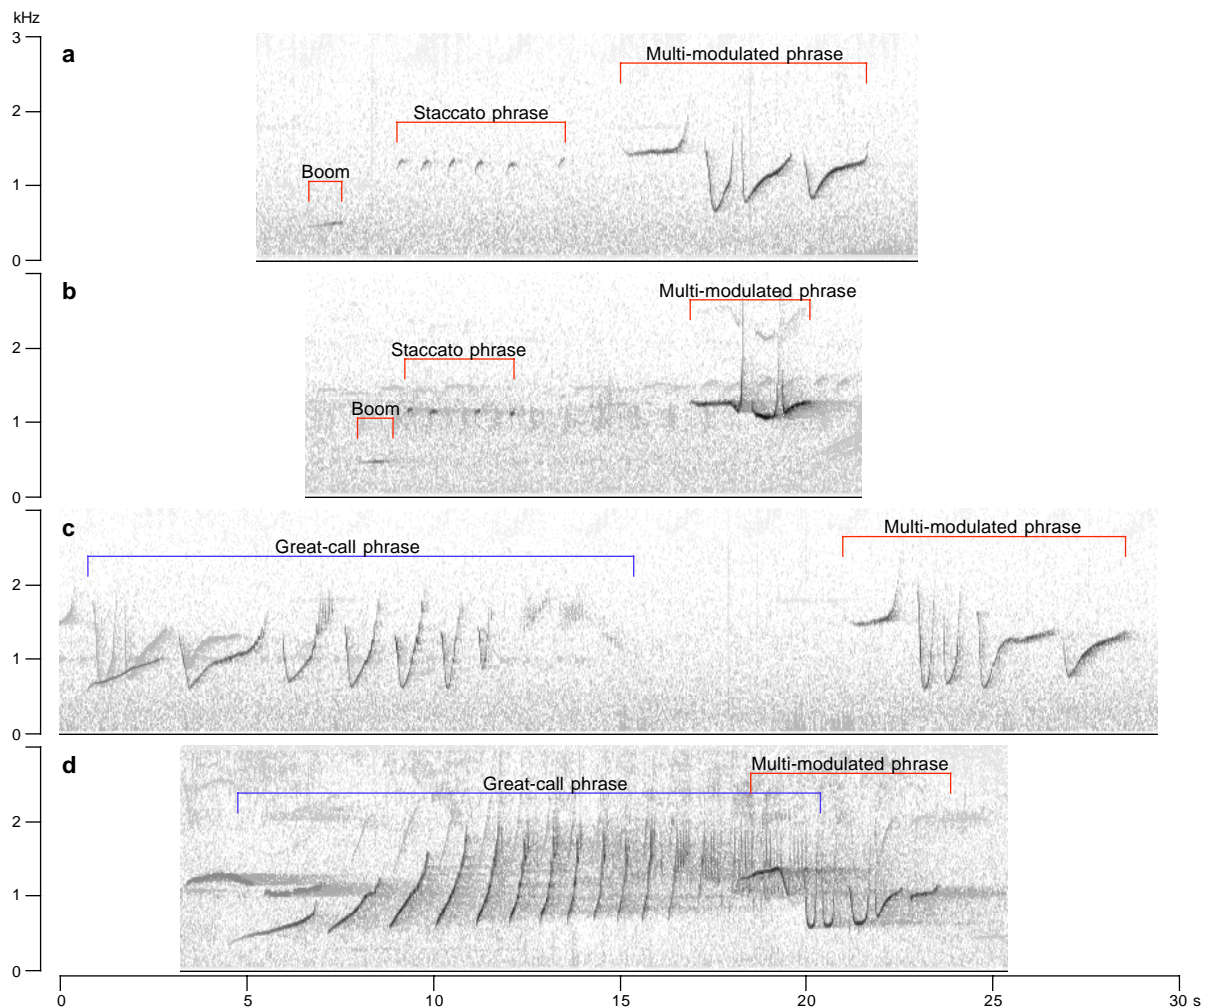 kHz
3
a
Multi-modulated phrase
2
Staccato phrase
Boom
1
0
b
Multi-modulated phrase
2
Staccato phrase
Boom
1
0
c
Multi-modulated phrase
Great-call phrase
2
1
0
d
Multi-modulated phrase
Great-call phrase
2
1
0
0 5 10 15 20 25 30 s